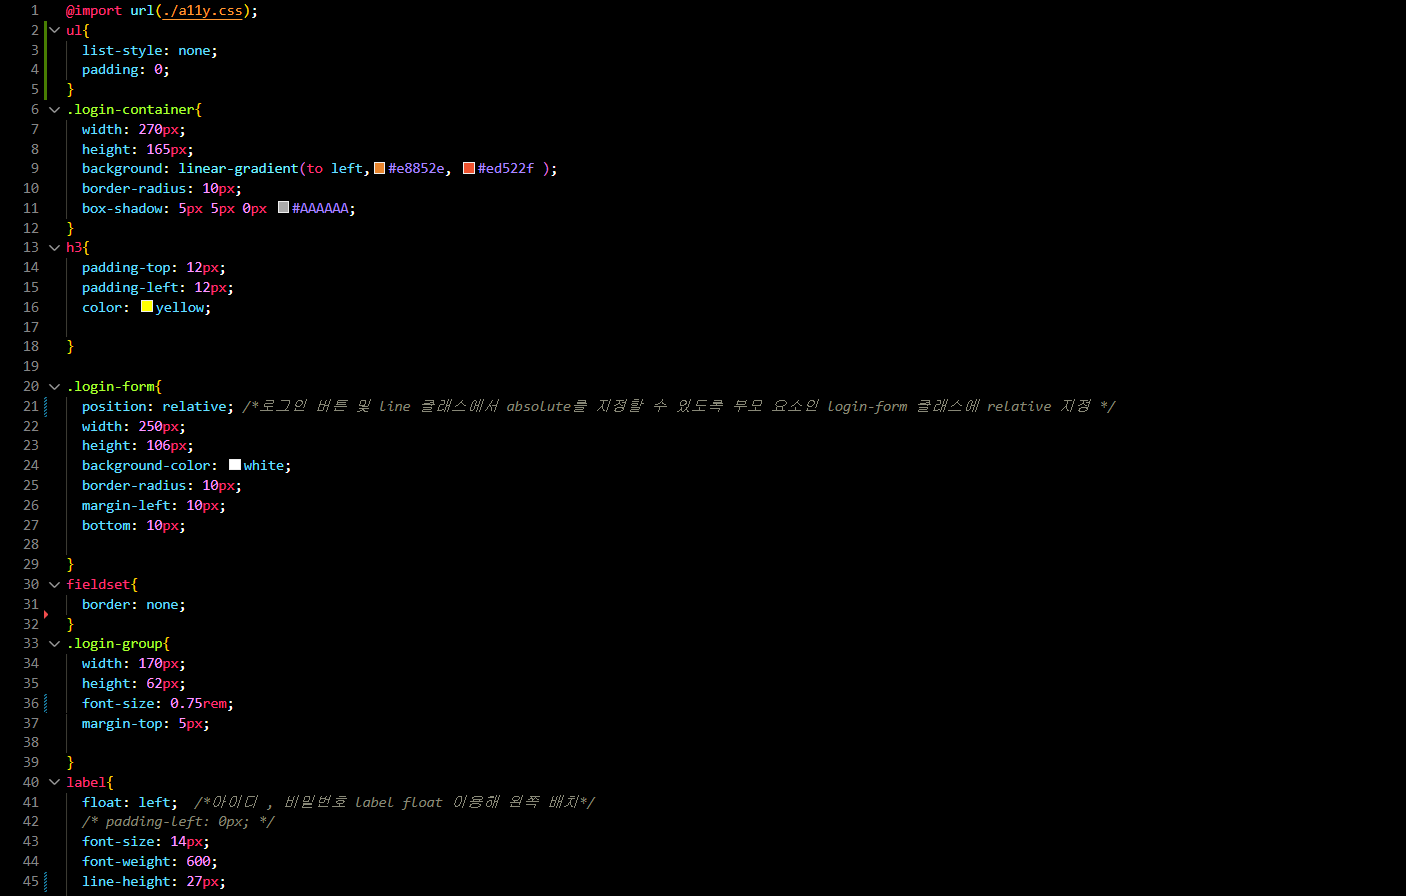 1 @import url(./a11y.css);
2 ul{
3 list-style: none;
4 padding: 0;
5 }
6 .login-container{
7 width: 270px;
8 height: 165px;
9 background: linear-gradient(to left, #e8852e, #ed522f );
10 border-radius: 10px;
11 box-shadow: 5px 5px 0px #AAAAAA;
12 }
13 h3{
14 padding-top: 12px;
15 padding-left: 12px;
16 color: yellow;
17
18 }
19
20 .login-form{
21 position: relative; /*로그인 버튼 및 line 클래스에서 absolute를 지정할 수 있도록 부모 요소인 login-form 클래스에 relative 지정 */
22 width: 250px;
23 height: 106px;
24 background-color: white;
25 border-radius: 10px;
26 margin-left: 10px;
27 bottom: 10px;
28
29 }
30 fieldset{
31 border: none;
32 }
33 .login-group{
34 width: 170px;
35 height: 62px;
36 font-size: 0.75rem;
37 margin-top: 5px;
38
39 }
40 label{
41 float: left; /*아이디 , 비밀번호 label float 이용해 왼쪽 배치*/
42 /* padding-left: 0px; */
43 font-size: 14px;
44 font-weight: 600;
45 line-height: 27px;